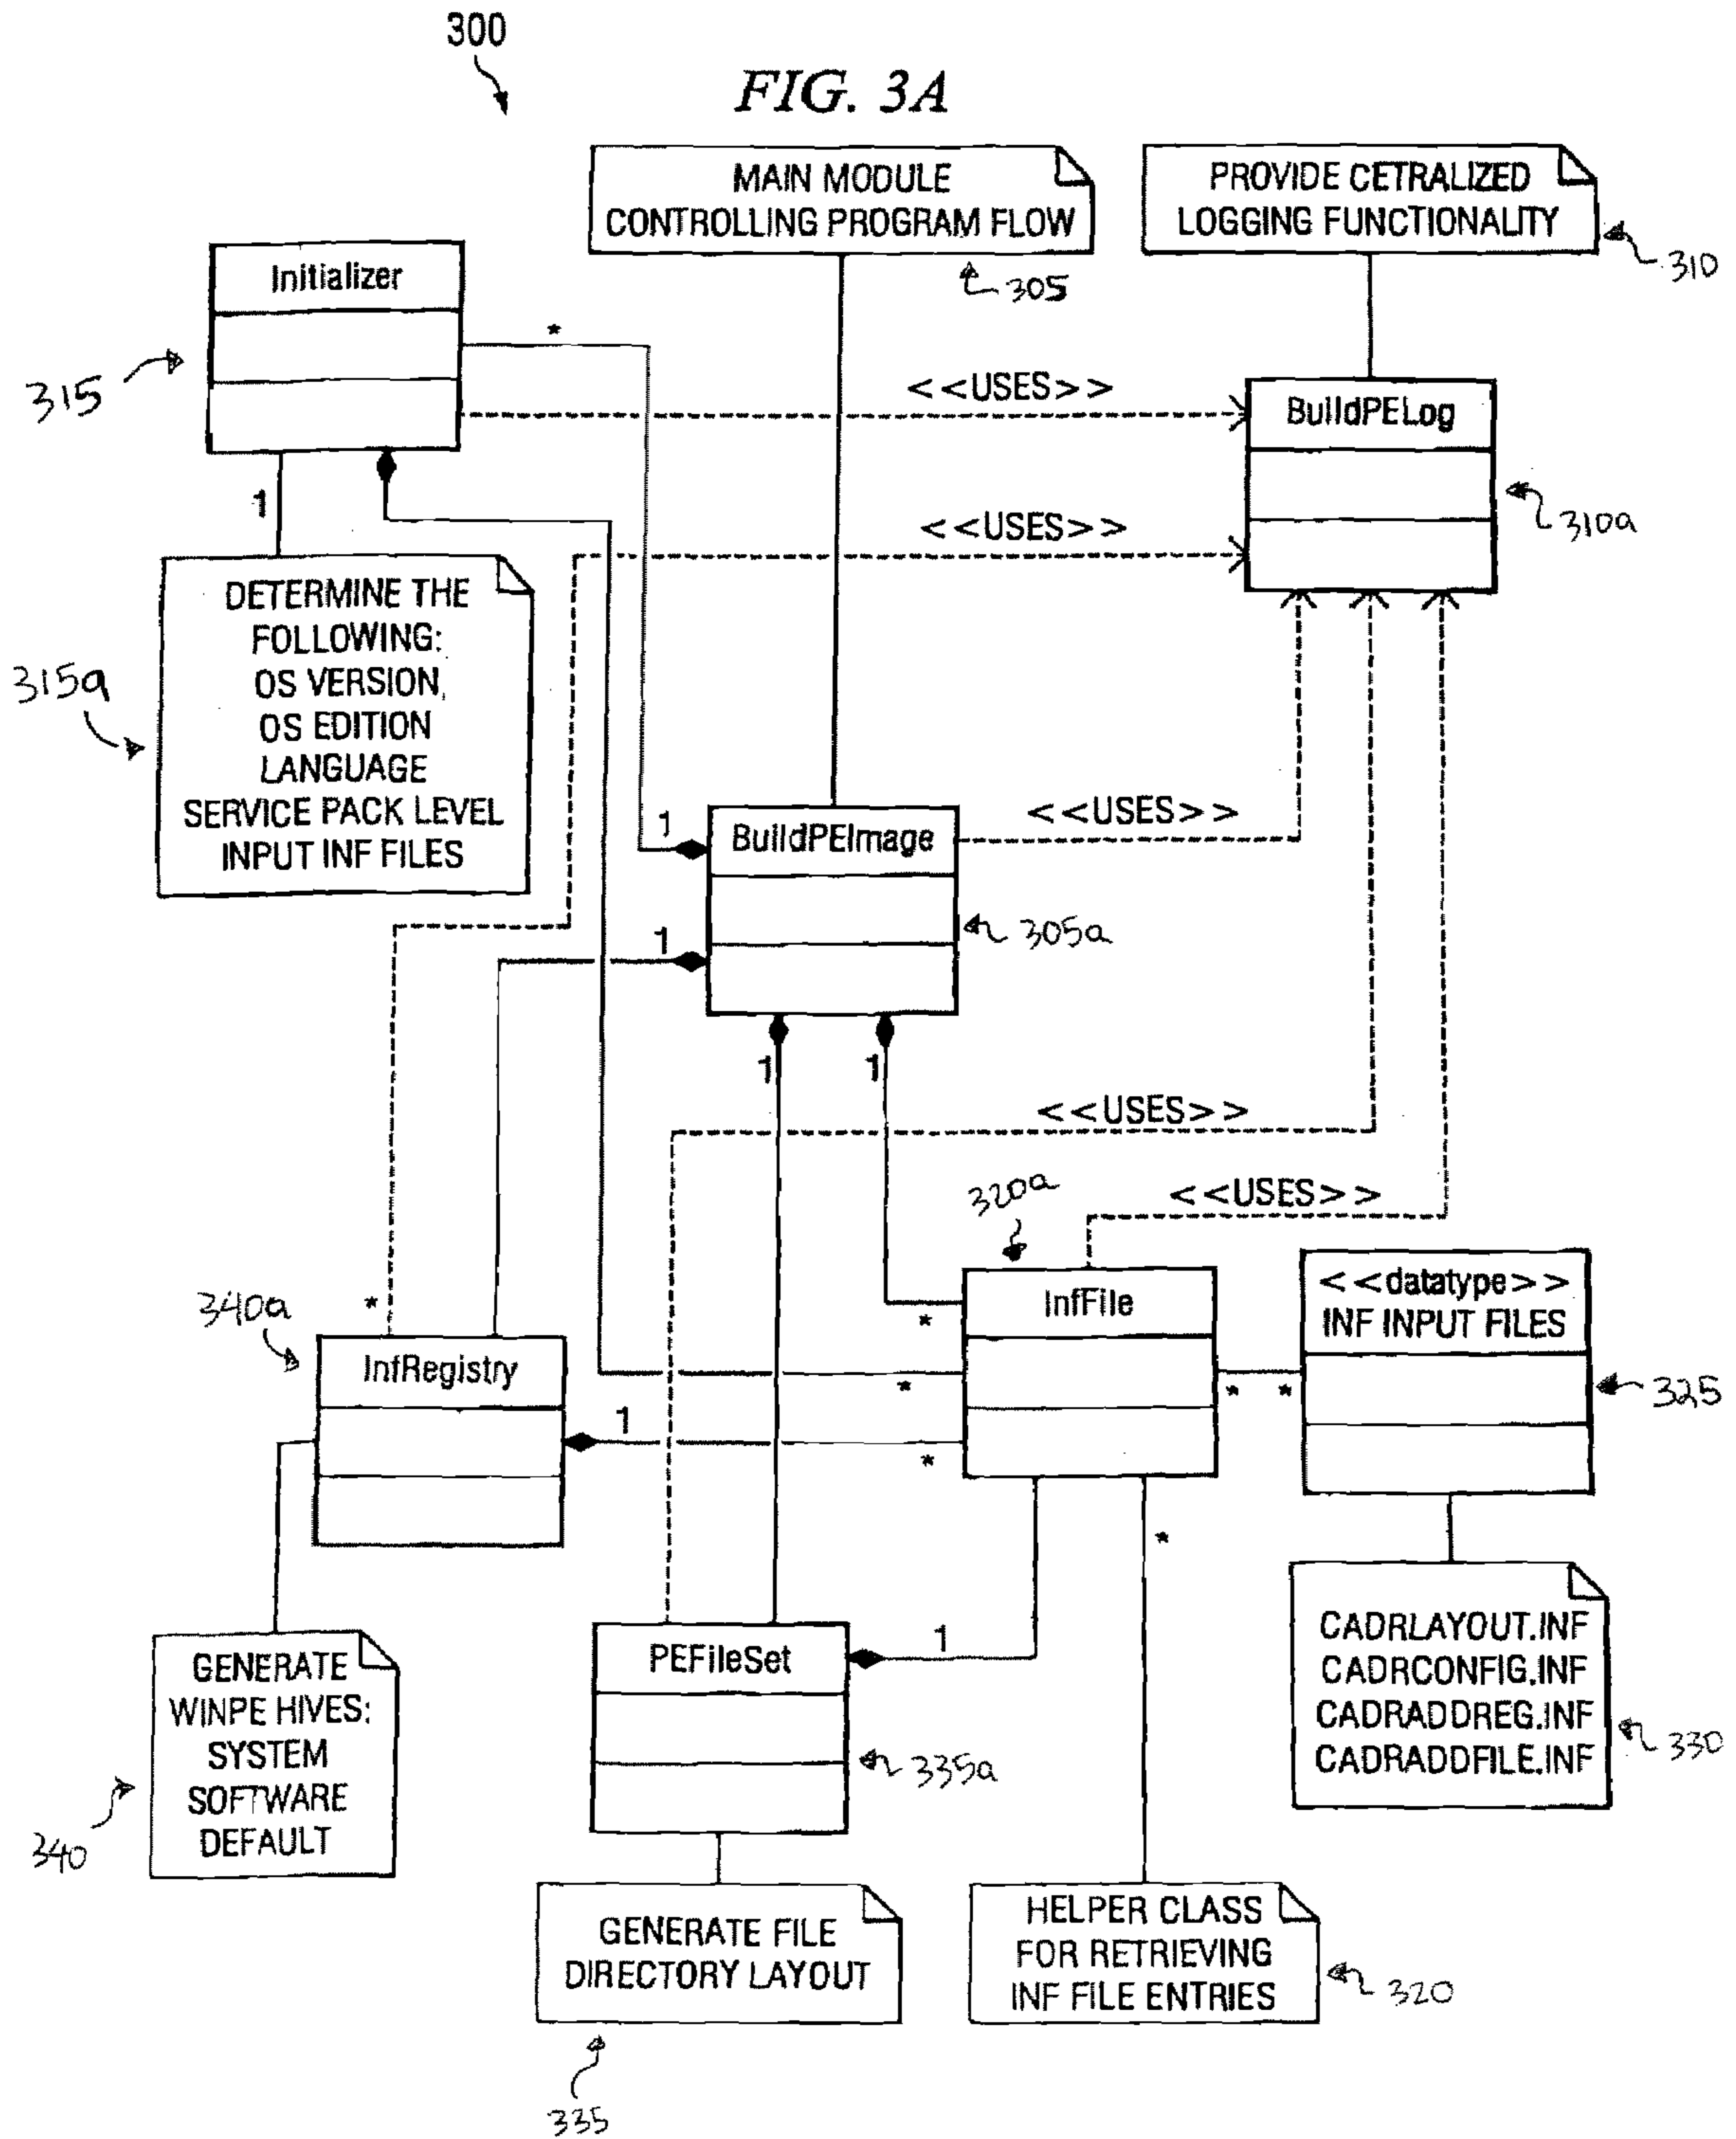 300
FIG. 3A
MAIN MODULE
CONTROLLING PROGRAM FLOW
305
PROVIDE CETRALIZED
LOGGING FUNCTIONALITY
310
Initializer
315
*
<<USES>>
BuildPELog
310a
1
<<USES>>
DETERMINE THE
FOLLOWING:
OS VERSION,
OS EDITION
LANGUAGE
SERVICE PACK LEVEL
INPUT INF FILES
315a
1
BuildPEImage
<<USES>>
305a
1
1
1
<<USES>>
320a
<<USES>>
340a
*
InfRegistry
InfFile
*
*
<<datatype>>
INF INPUT FILES
* *
325
1
*
*
GENERATE
WINPE HIVES:
SYSTEM
SOFTWARE
DEFAULT
340
PEFileSet
1
335a
CADRLAYOUT.INF
CADRCONFIG.INF
CADRADDREG.INF
CADRADDFILE.INF
330
GENERATE FILE
DIRECTORY LAYOUT
335
HELPER CLASS
FOR RETRIEVING
INF FILE ENTRIES
320